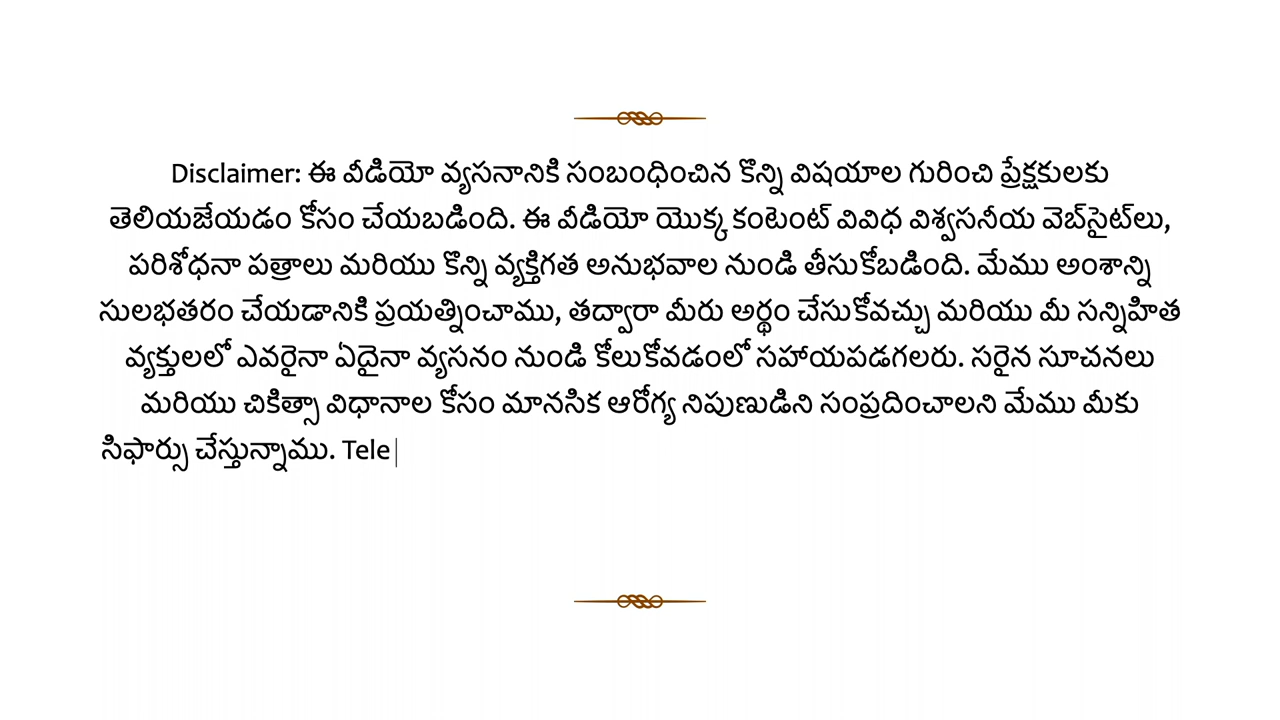 Disclaimer: ఈ వీడియో వ్యసనానికి సంబంధించిన కొన్ని విషయాల గురించి ప్రేక్షకులకు
తెలియజేయడం కోసం చేయబడింది. ఈ వీడియో యొక్క కంటెంట్ వివిధ విశ్వసనీయ వెబ్‌సైట్‌లు,
పరిశోధనా పత్రాలు మరియు కొన్ని వ్యక్తిగత అనుభవాల నుండి తీసుకోబడింది. మేము అంశాన్ని
సులభతరం చేయడానికి ప్రయత్నించాము, తద్వారా మీరు అర్థం చేసుకోవచ్చు మరియు మీ సన్నిహిత
వ్యక్తులలో ఎవరైనా ఏదైనా వ్యసనం నుండి కోలుకోవడంలో సహాయపడగలరు. సరైన సూచనలు
మరియు చికిత్సా విధానాల కోసం మానసిక ఆరోగ్య నిపుణుడిని సంప్రదించాలని మేము మీకు
సిఫార్సు చేస్తున్నాము. Tele